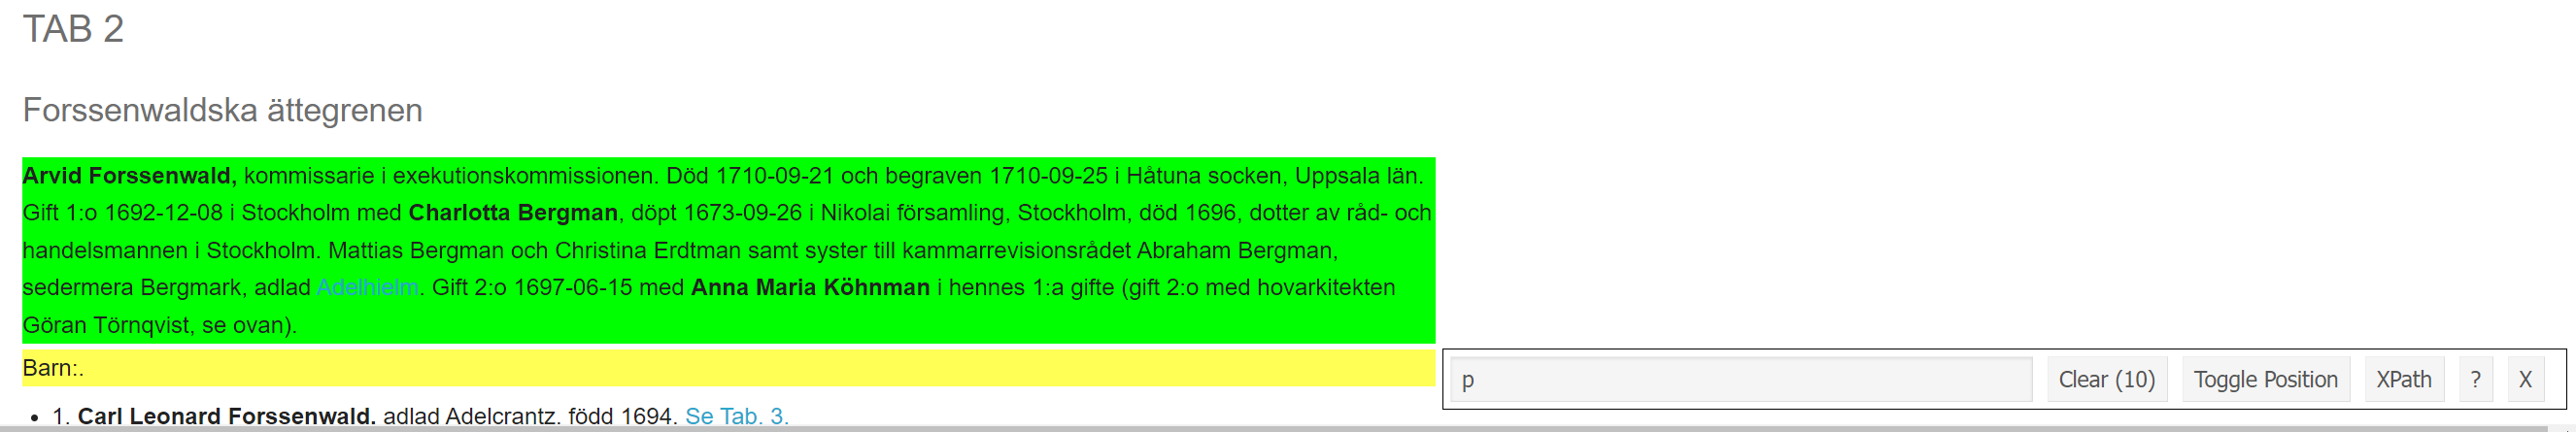 TAB 2
Forssenwaldska ättegrenen
Arvid Forssenwald, kommissarie i exekutionskommissionen. Död 1710-09-21 och begraven 1710-09-25 i Håtuna socken, Uppsala län.
Gift 1:o 1692-12-08 i Stockholm med Charlotta Bergman, döpt 1673-09-26 i Nikolai församling, Stockholm, död 1696, dotter av råd- och
handelsmannen i Stockholm. Mattias Bergman och Christina Erdtman samt syster till kammarrevisionsrådet Abraham Bergman,
sedermera Bergmark, adlad Adelhielm. Gift 2:o 1697-06-15 med Anna Maria Köhnman i hennes 1:a gifte (gift 2:o med hovarkitekten
Göran Törnqvist, se ovan).
Barn:.
p Clear (10) Toggle Position XPath ? X
• 1. Carl Leonard Forssenwald, adlad Adelcrantz, född 1694. Se Tab. 3.